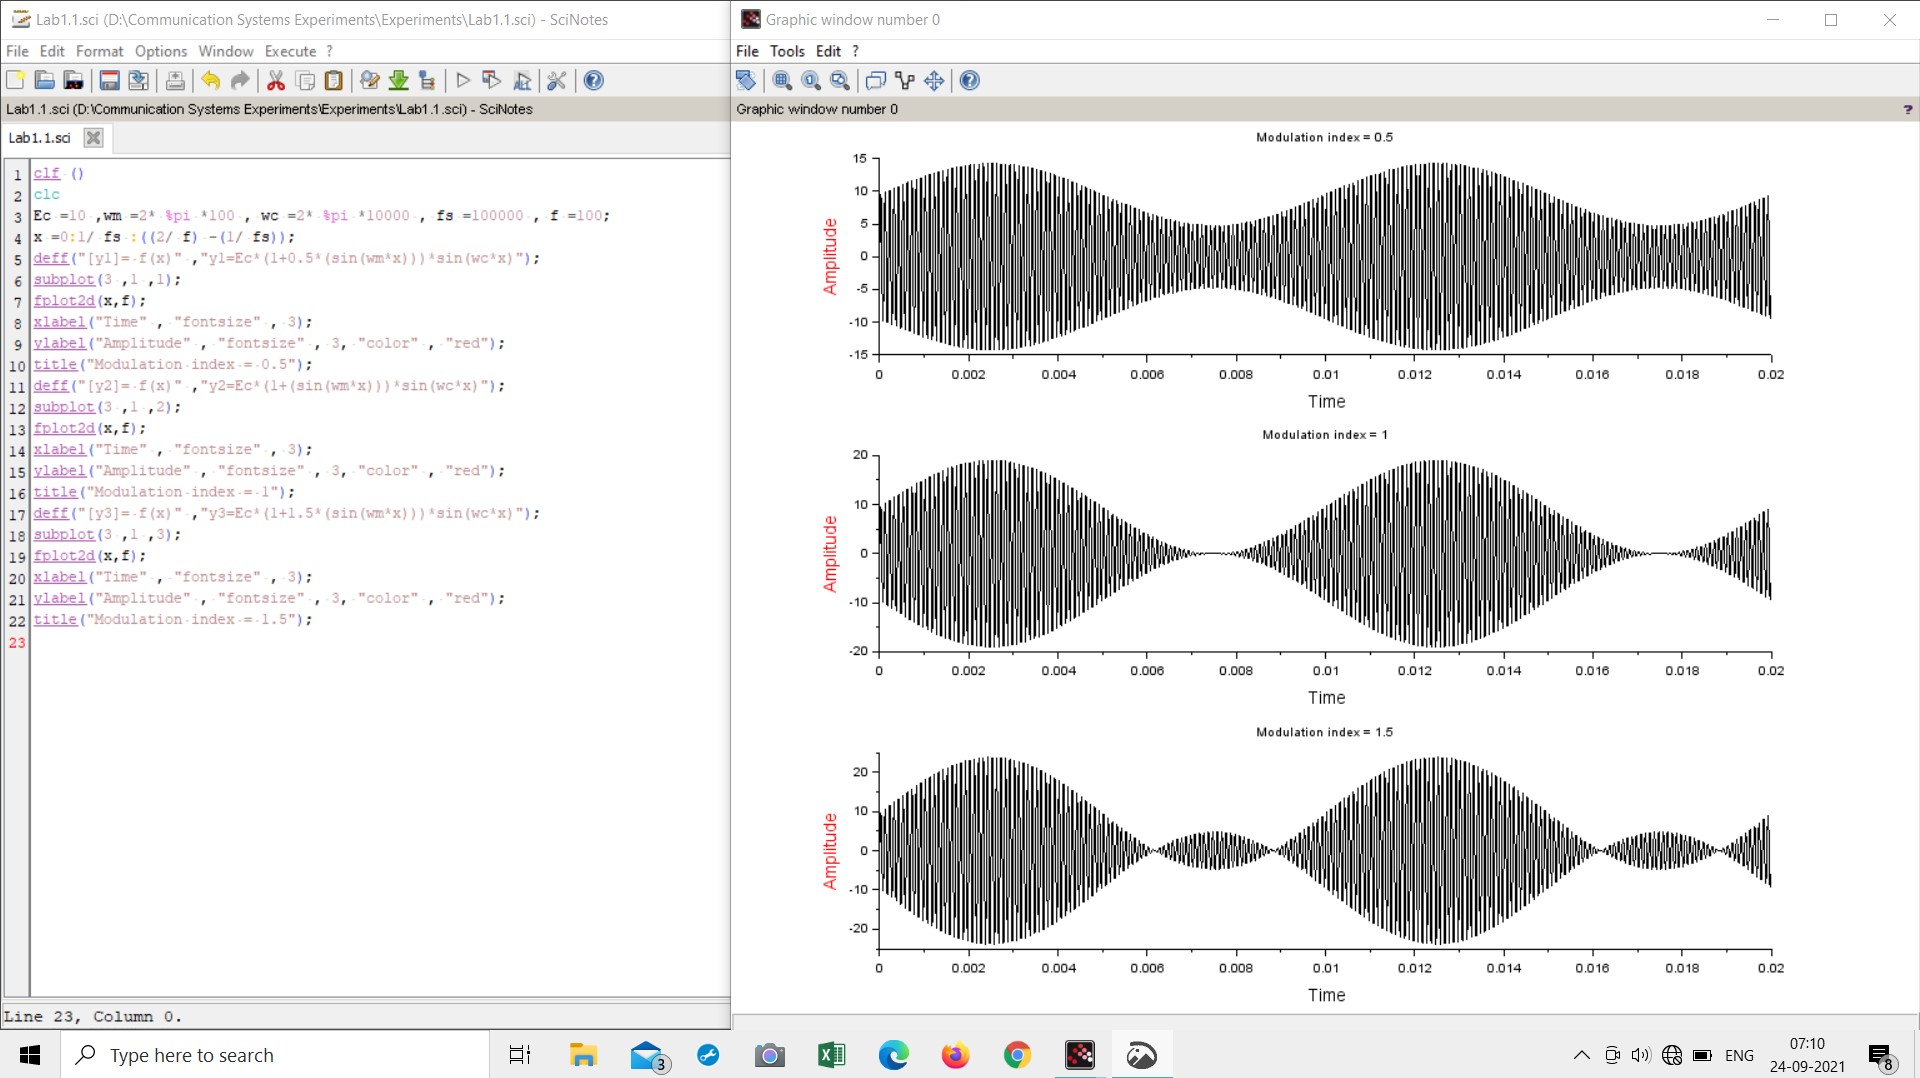 Lab1.1.sci (D:\Communication Systems Experiments\Experiments\Lab1.1.sci) - SciNotes
File Edit Format Options Window Execute ?
Lab1.1.sci (D:\Communication Systems Experiments\Experiments\Lab1.1.sci) - SciNotes
Lab1.1.sci
1 clf ()
2 clc
3 Ec =10 ,wm =2* %pi *100 , wc =2* %pi *10000 , fs =100000 , f =100;
4 x =0:1/ fs :((2/ f) -(1/ fs));
5 deff("[y1]= f(x)" ,"y1=Ec*(1+0.5*(sin(wm*x)))*sin(wc*x)");
6 subplot(3 ,1 ,1);
7 fplot2d(x,f);
8 xlabel("Time" , "fontsize" , 3);
9 ylabel("Amplitude" , "fontsize" , 3, "color" , "red");
10 title("Modulation index = 0.5");
11 deff("[y2]= f(x)" ,"y2=Ec*(1+(sin(wm*x)))*sin(wc*x)");
12 subplot(3 ,1 ,2);
13 fplot2d(x,f);
14 xlabel("Time" , "fontsize" , 3);
15 ylabel("Amplitude" , "fontsize" , 3, "color" , "red");
16 title("Modulation index = 1");
17 deff("[y3]= f(x)" ,"y3=Ec*(1+1.5*(sin(wm*x)))*sin(wc*x)");
18 subplot(3 ,1 ,3);
19 fplot2d(x,f);
20 xlabel("Time" , "fontsize" , 3);
21 ylabel("Amplitude" , "fontsize" , 3, "color" , "red");
22 title("Modulation index = 1.5");
23
Line 23, Column 0.
Graphic window number 0
File Tools Edit ?
Graphic window number 0 ?
Modulation index = 0.5
15
10
5
0
-5
-10
-15
Amplitude
0 0.002 0.004 0.006 0.008 0.01 0.012 0.014 0.016 0.018 0.02
Time
Modulation index = 1
20
10
0
-10
-20
Amplitude
0 0.002 0.004 0.006 0.008 0.01 0.012 0.014 0.016 0.018 0.02
Time
Modulation index = 1.5
20
10
0
-10
-20
Amplitude
0 0.002 0.004 0.006 0.008 0.01 0.012 0.014 0.016 0.018 0.02
Time
Type here to search
3
ENG
07:10
24-09-2021
8